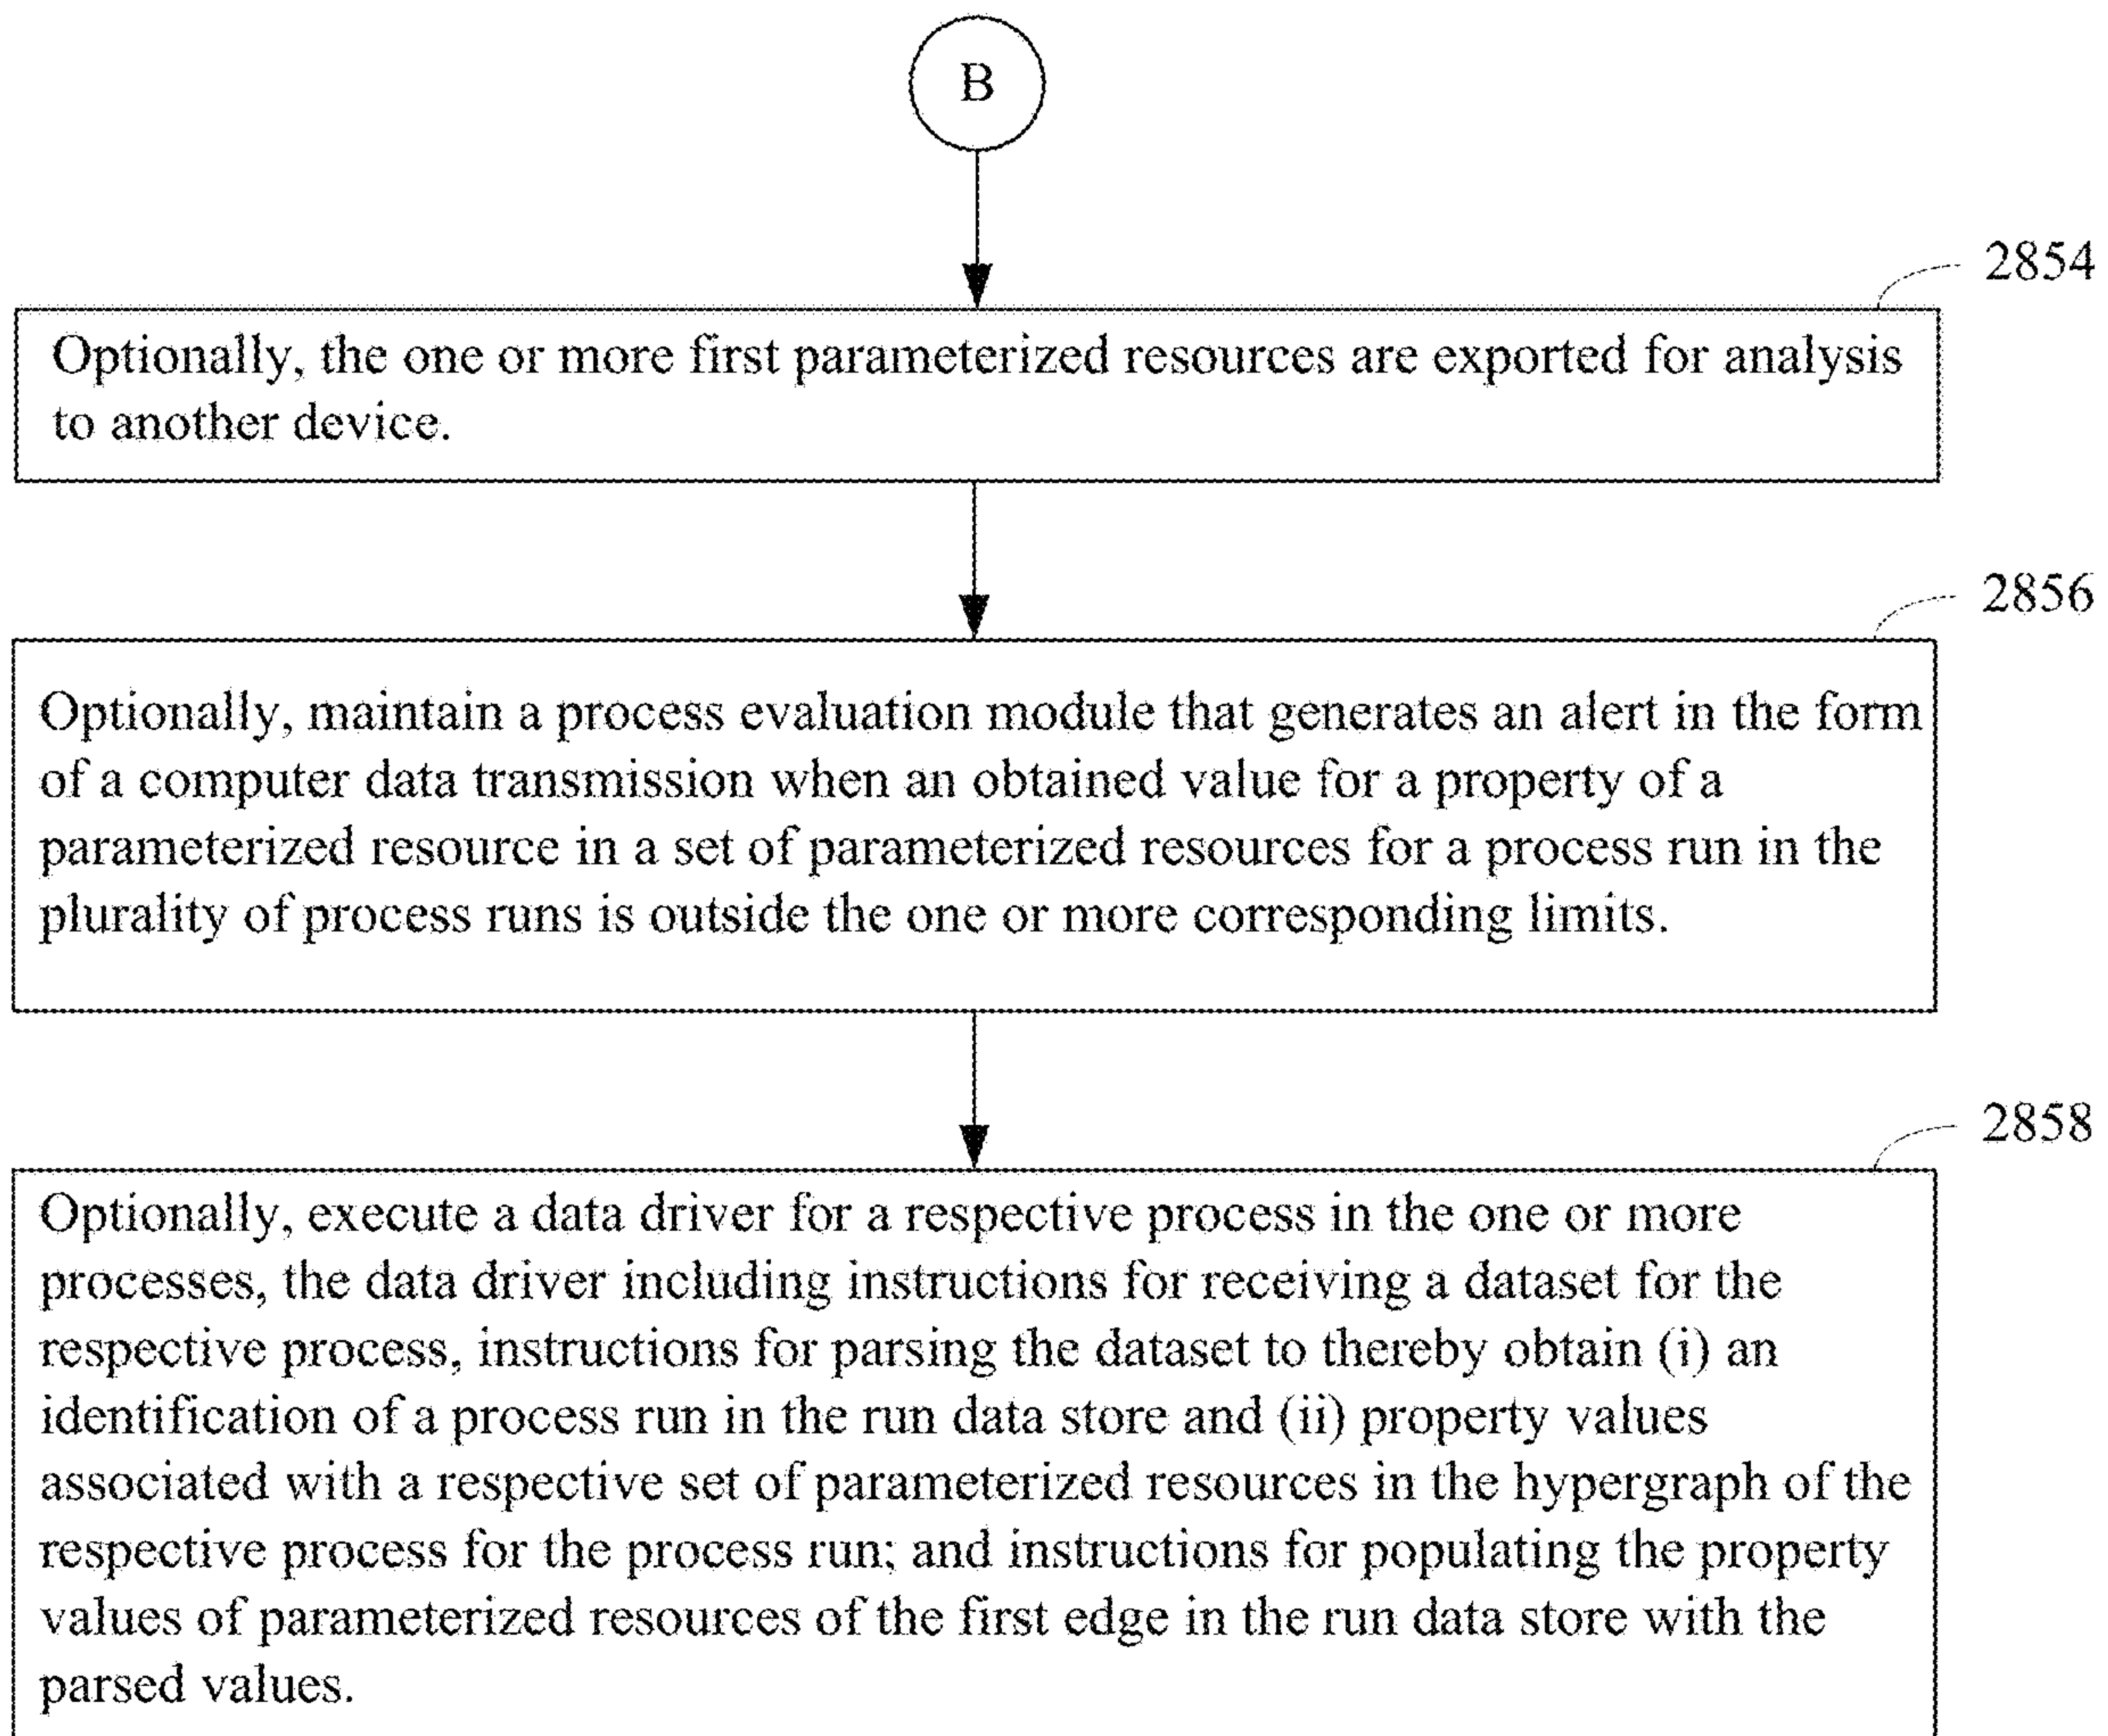 B
2854
Optionally, the one or more first parameterized resources are exported for analysis
to another device.
2856
Optionally, maintain a process evaluation module that generates an alert in the form
of a computer data transmission when an obtained value for a property of a
parameterized resource in a set of parameterized resources for a process run in the
plurality of process runs is outside the one or more corresponding limits.
2858
Optionally, execute a data driver for a respective process in the one or more
processes, the data driver including instructions for receiving a dataset for the
respective process, instructions for parsing the dataset to thereby obtain (i) an
identification of a process run in the run data store and (ii) property values
associated with a respective set of parameterized resources in the hypergraph of the
respective process for the process run; and instructions for populating the property
values of parameterized resources of the first edge in the run data store with the
parsed values.